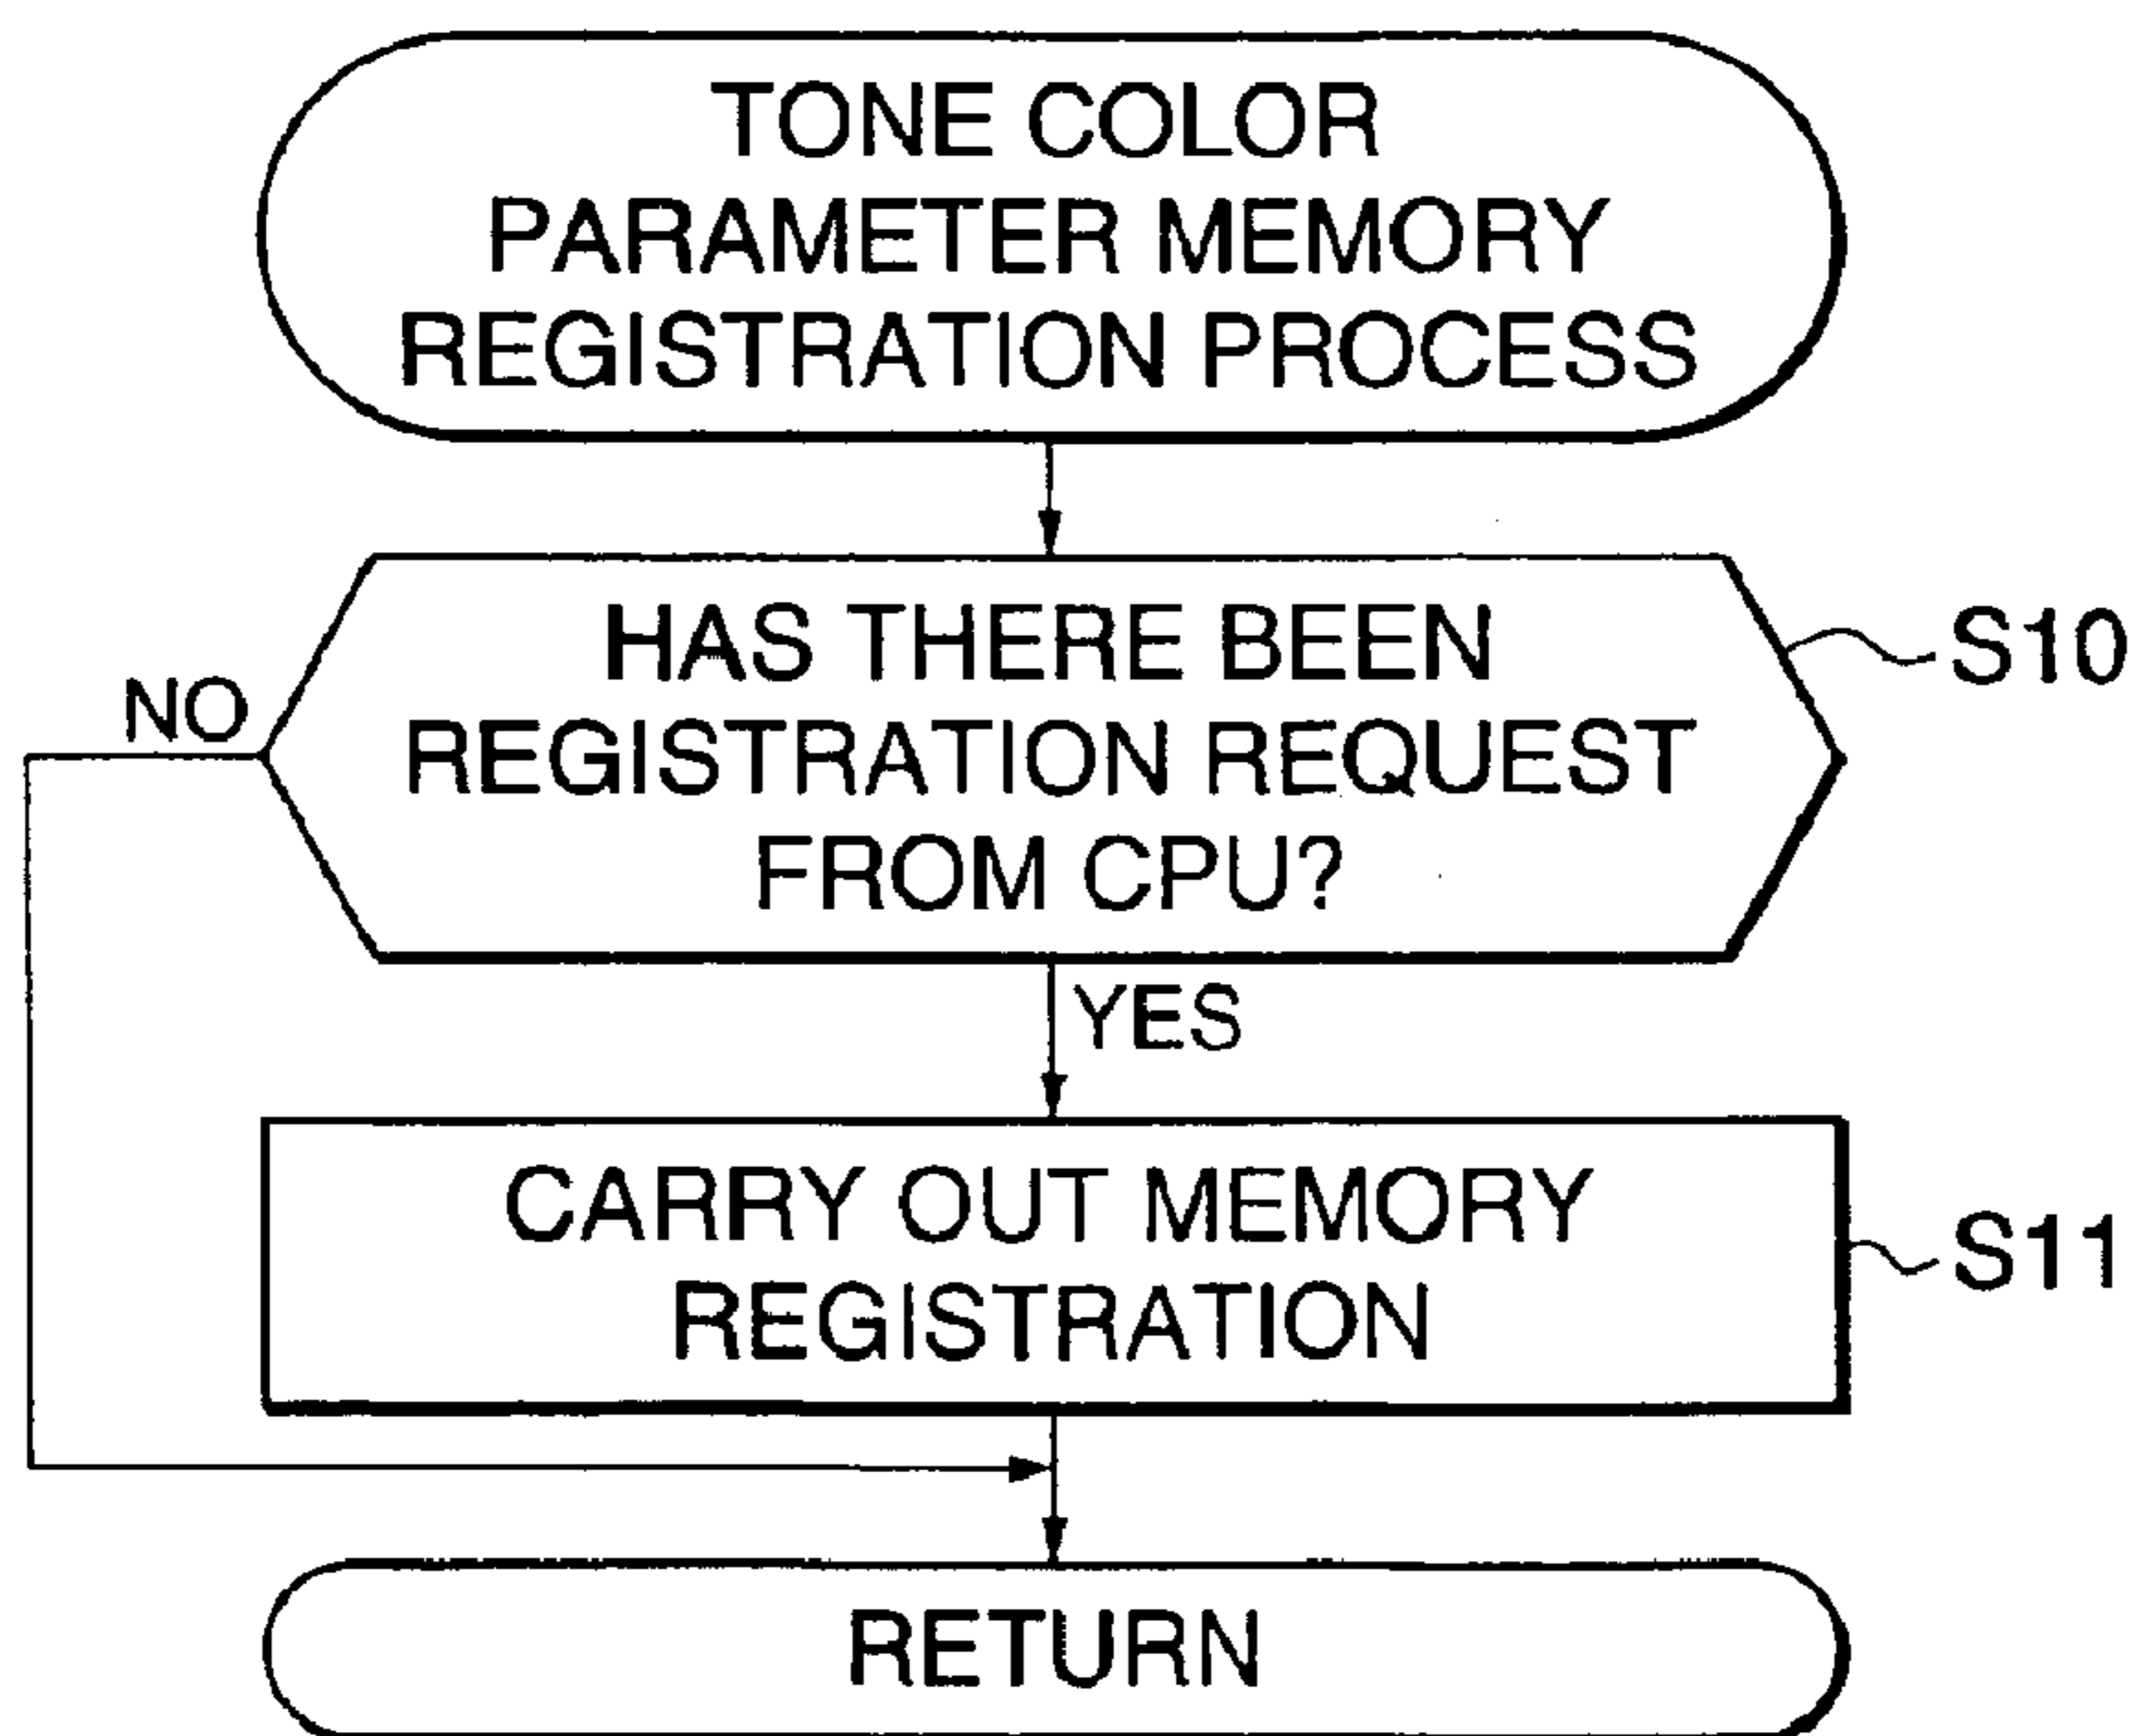 TONE COLOR
PARAMETER MEMORY
REGISTRATION PROCESS
HAS THERE BEEN
REGISTRATION REQUEST
FROM CPU?
S10
NO
YES
CARRY OUT MEMORY
REGISTRATION
S11
RETURN